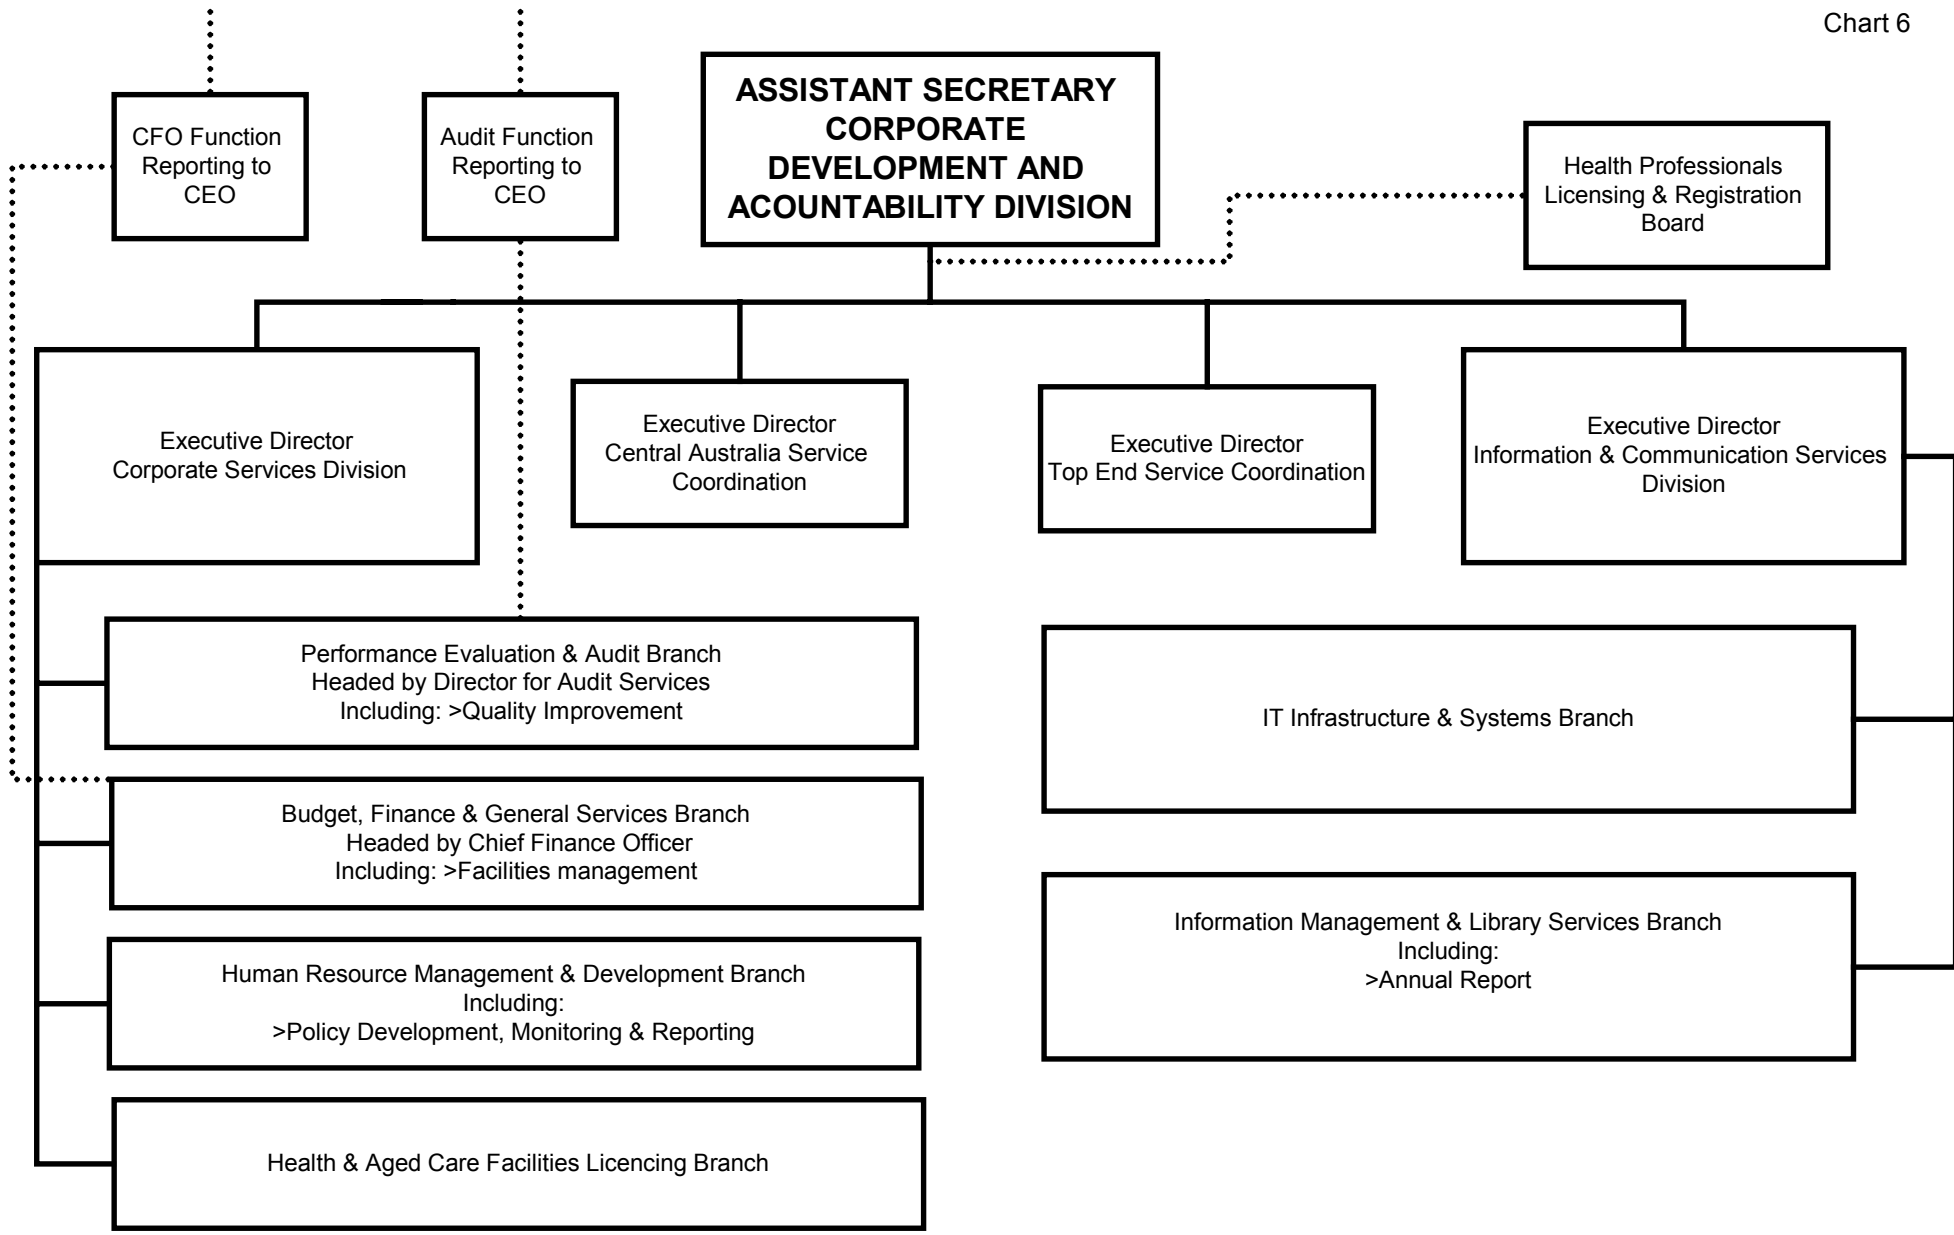 Chart 6
CFO Function
Reporting to
CEO
Audit Function
Reporting to
CEO
ASSISTANT SECRETARY
CORPORATE
DEVELOPMENT AND
ACOUNTABILITY DIVISION
Health Professionals
Licensing & Registration
Board
Executive Director
Corporate Services Division
Executive Director
Central Australia Service
Coordination
Executive Director
Top End Service Coordination
Executive Director
Information & Communication Services
Division
Performance Evaluation & Audit Branch
Headed by Director for Audit Services
Including: >Quality Improvement
Budget, Finance & General Services Branch
Headed by Chief Finance Officer
Including: >Facilities management
Human Resource Management & Development Branch
Including:
>Policy Development, Monitoring & Reporting
Health & Aged Care Facilities Licencing Branch
IT Infrastructure & Systems Branch
Information Management & Library Services Branch
Including:
>Annual Report